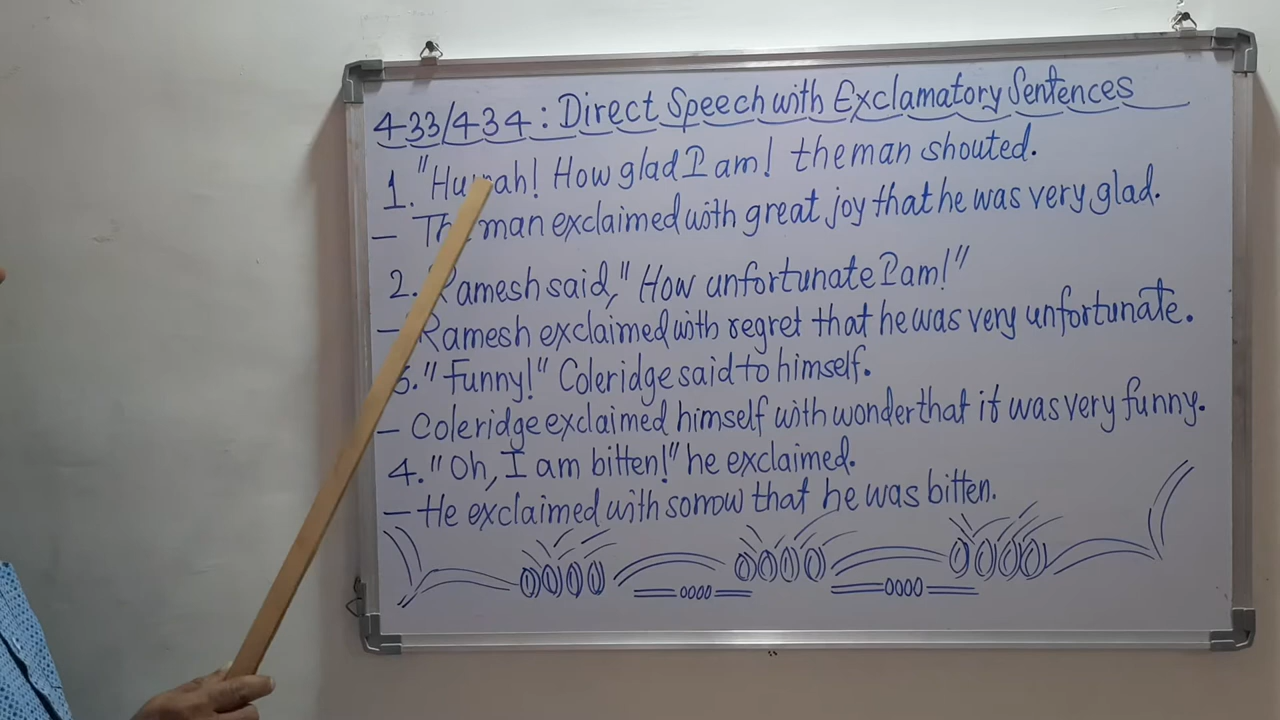 433/434: Direct Speech with Exclamatory Sentences
1. "Hurrah! How glad I am! the man shouted.
— The man exclaimed with great joy that he was very glad.
2. Ramesh said, "How unfortunate I am!"
— Ramesh exclaimed with regret that he was very unfortunate.
3. "Funny!" Coleridge said to himself.
— Coleridge exclaimed himself with wonder that it was very funny.
4. "Oh, I am bitten!" he exclaimed.
— He exclaimed with sorrow that he was bitten.